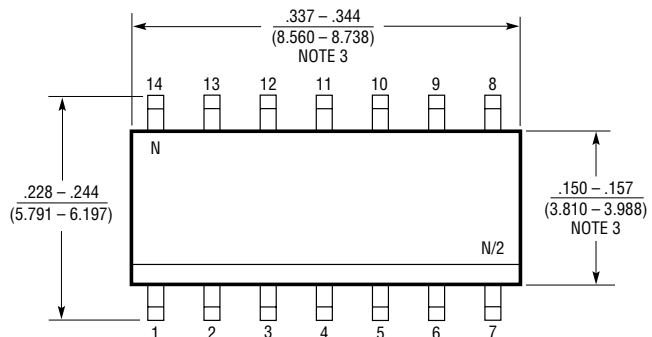 .337 – .344
(8.560 – 8.738)
NOTE 3
14 13 12 11 10 9 8
N
.228 – .244
(5.791 – 6.197)
.150 – .157
(3.810 – 3.988)
NOTE 3
N/2
1 2 3 4 5 6 7